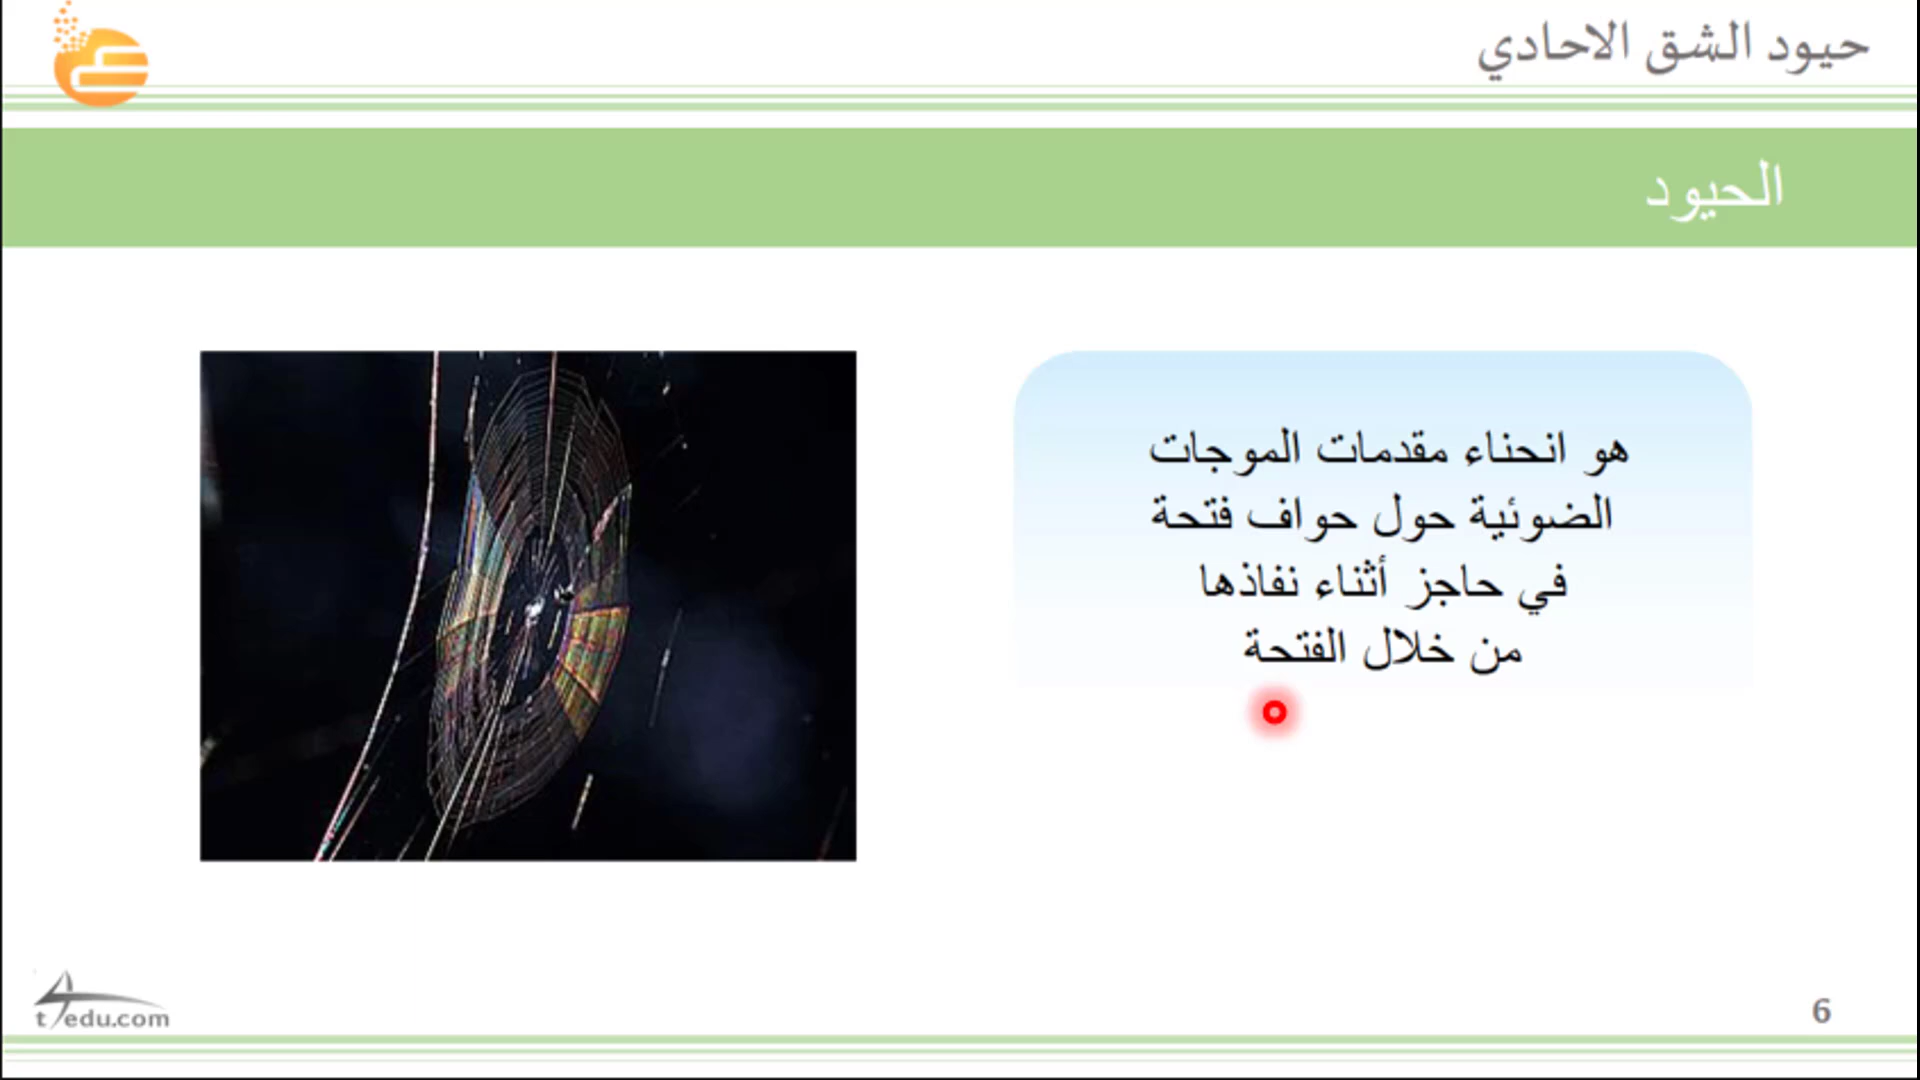 حيود الشق الاحادي
الحيود
هو انحناء مقدمات الموجات
الضوئية حول حواف فتحة
في حاجز أثناء نفاذها
من خلال الفتحة
t4edu.com
6